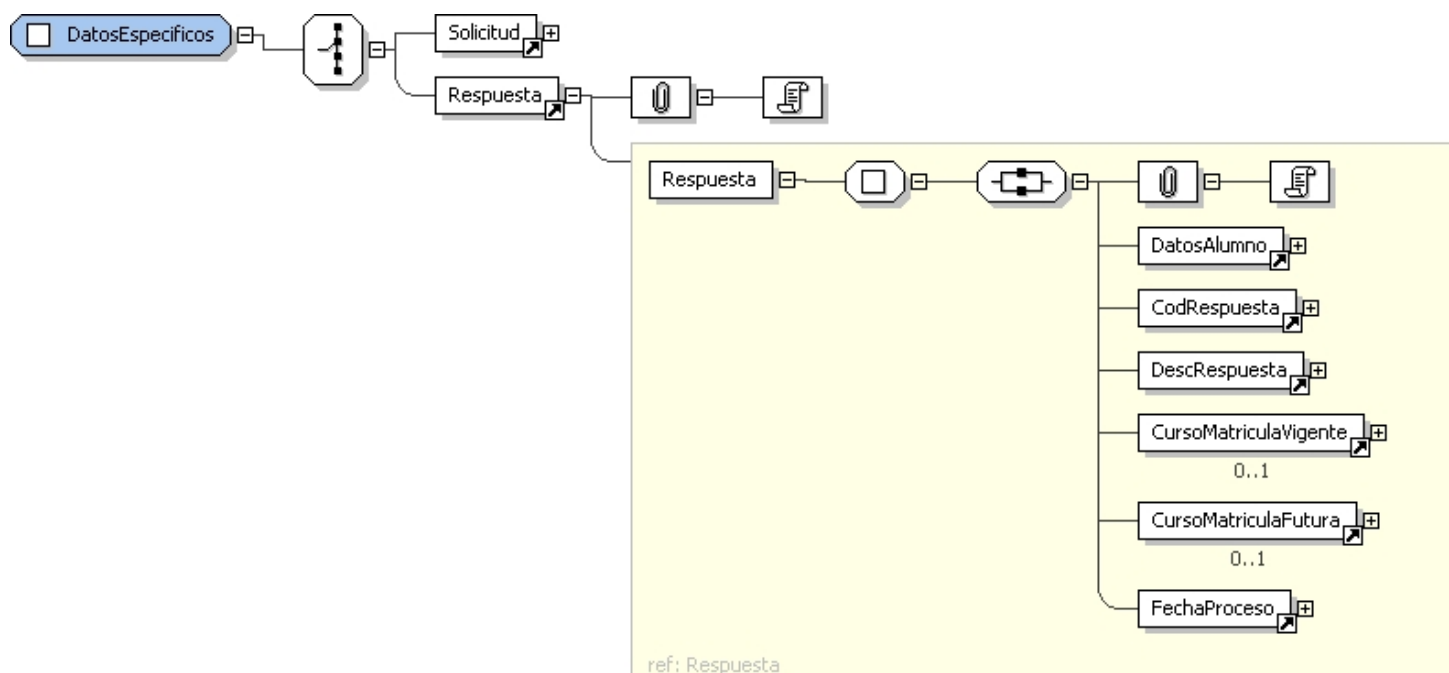 DatosEspecificos
Solicitud
Respuesta
Respuesta
DatosAlumno
CodRespuesta
DescRespuesta
CursoMatriculaVigente
0..1
CursoMatriculaFutura
0..1
FechaProceso
ref: Respuesta